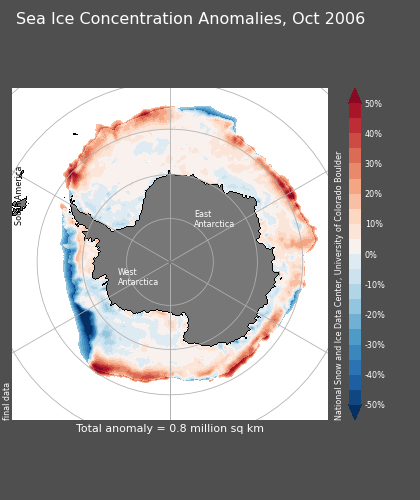 Sea Ice Concentration Anomalies, Oct 2006
South America
East
Antarctica
West
Antarctica
50%
40%
30%
20%
10%
0%
-10%
-20%
-30%
-40%
-50%
National Snow and Ice Data Center, University of Colorado Boulder
final data
Total anomaly = 0.8 million sq km